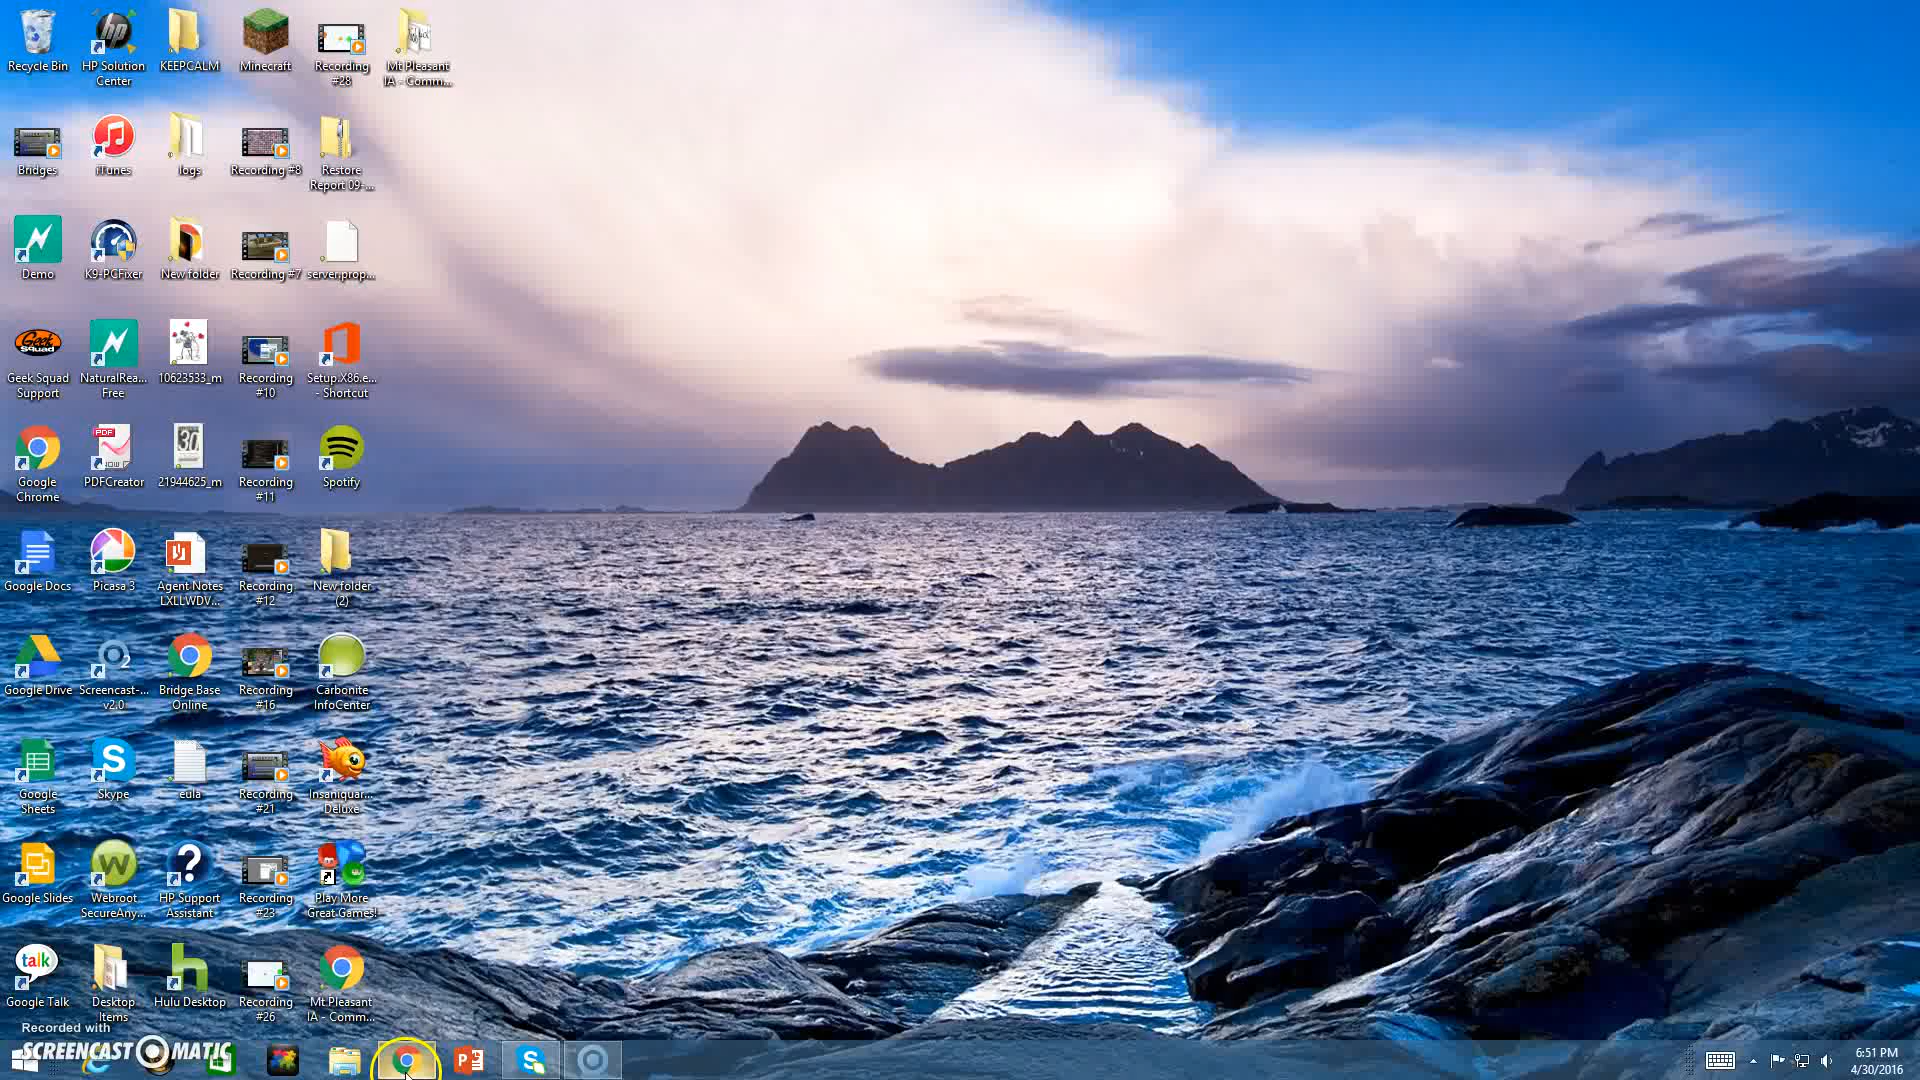 Recycle Bin
HP Solution
Center
KEEPCALM
Minecraft
Recording
#28
Mt Pleasant
IA - Comm...
Bridges
iTunes
logs
Recording #8
Restore
Report 09-...
Demo
K9-PCFixer
New folder
Recording #7
server.prop...
Geek Squad
Geek Squad
Support
NaturalRea...
Free
10623533_m
Recording
#10
Setup.X86.e...
- Shortcut
Google
Chrome
PDF
PDFCreator
30
21944625_m
Recording
#11
Spotify
Google Docs
Picasa 3
Agent Notes
LXLLWDV...
Recording
#12
New folder
(2)
Google Drive
Screencast-...
v2.0
Bridge Base
Online
Recording
#16
Carbonite
InfoCenter
Google
Sheets
Skype
eula
Recording
#21
Insaniquar...
Deluxe
Google Slides
Webroot
SecureAny...
HP Support
Assistant
Recording
#23
Play More
Great Games!
talk
Google Talk
Desktop
Items
Hulu Desktop
Recording
#26
Mt Pleasant
IA - Comm...
Recorded with
SCREENCAST MATIC
6:51 PM
4/30/2016